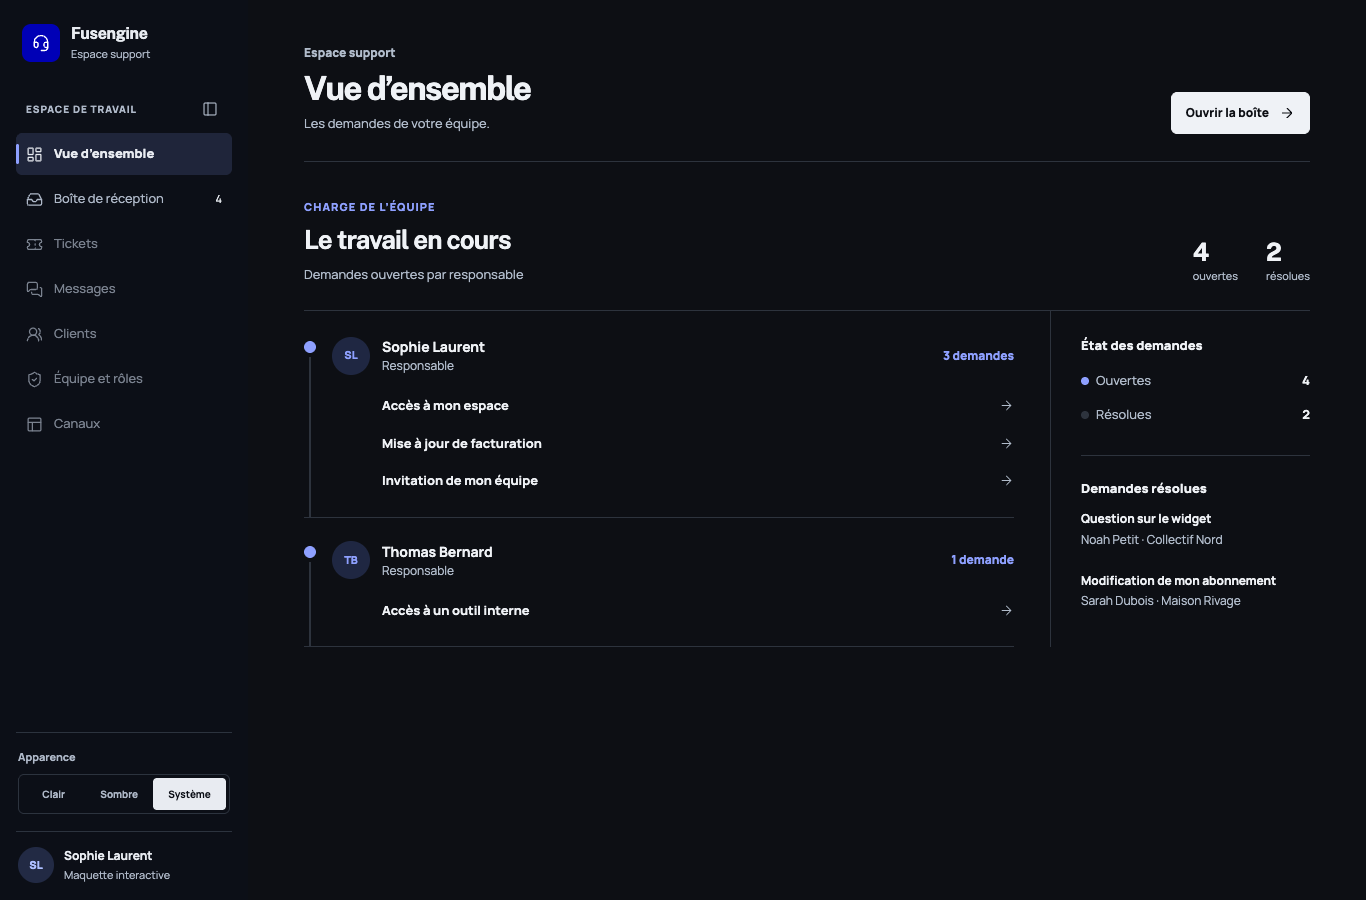 Fusengine
Espace support
ESPACE DE TRAVAIL
Vue d'ensemble
Boîte de réception 4
Tickets
Messages
Clients
Équipe et rôles
Canaux
Apparence
Clair Sombre Système
SL
Sophie Laurent
Maquette interactive
Espace support
Vue d’ensemble
Les demandes de votre équipe.
Ouvrir la boîte
CHARGE DE L'ÉQUIPE
Le travail en cours
Demandes ouvertes par responsable
4 ouvertes
2 résolues
SL
Sophie Laurent
Responsable
3 demandes
Accès à mon espace
Mise à jour de facturation
Invitation de mon équipe
TB
Thomas Bernard
Responsable
1 demande
Accès à un outil interne
État des demandes
Ouvertes 4
Résolues 2
Demandes résolues
Question sur le widget
Noah Petit · Collectif Nord
Modification de mon abonnement
Sarah Dubois · Maison Rivage